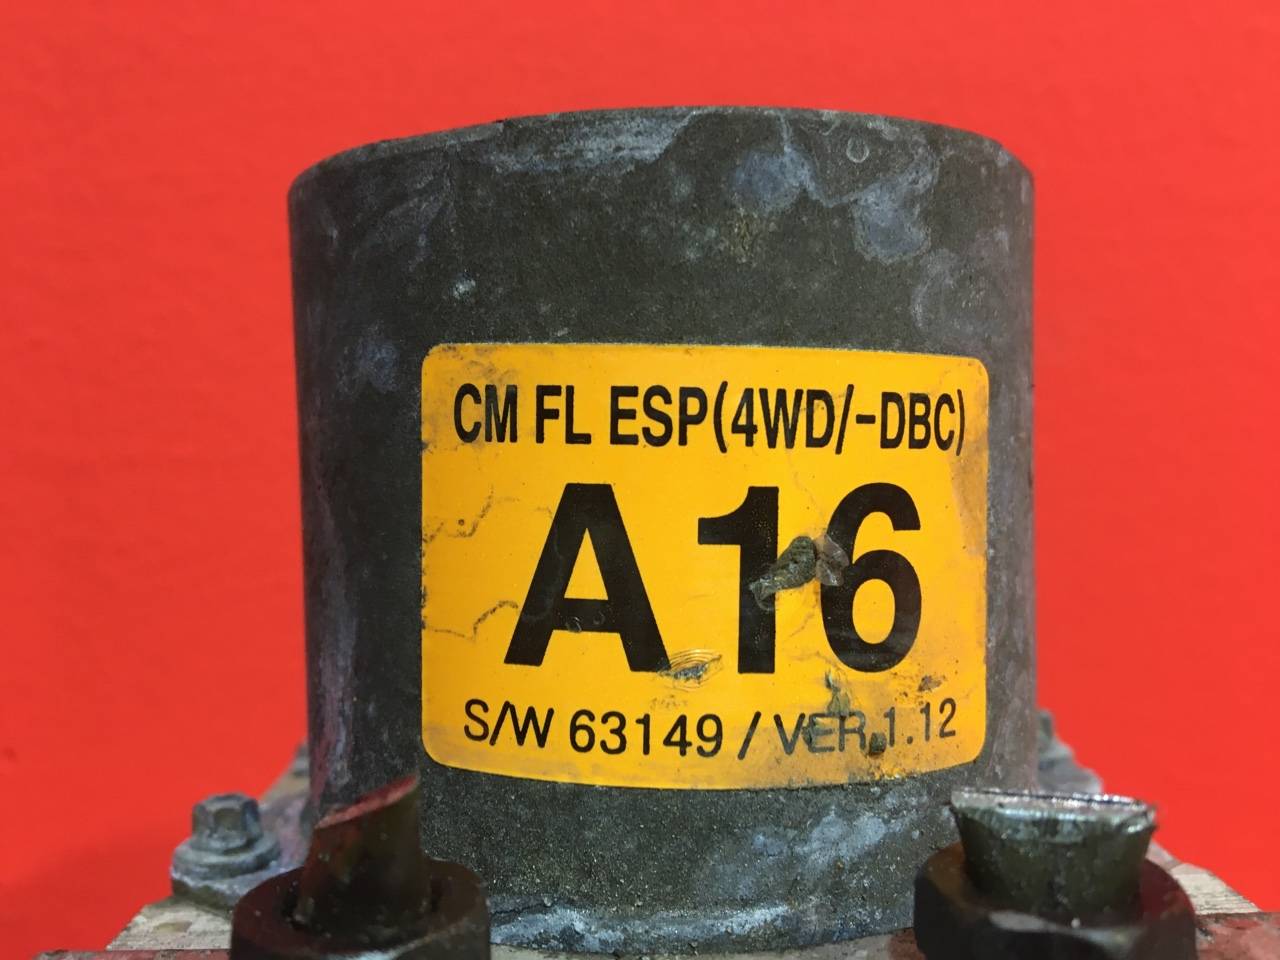 CM FL ESP(4WD/-DBC)
A16
S/W 63149 / VER.1.12